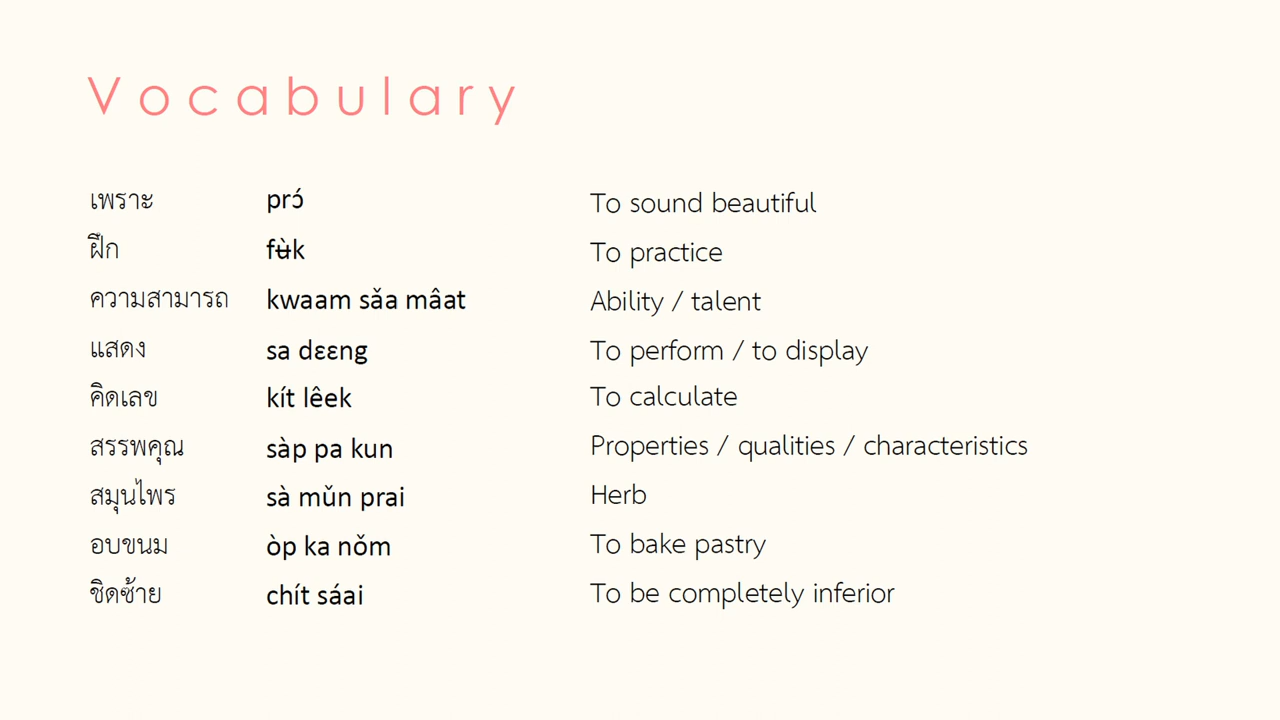 Vocabulary
เพราะ prɔ́ To sound beautiful
ฝึก fʉ̀k To practice
ความสามารถ kwaam sǎa mâat Ability / talent
แสดง sa dɛɛng To perform / to display
คิดเลข kít lêek To calculate
สรรพคุณ sàp pa kun Properties / qualities / characteristics
สมุนไพร sà mǔn prai Herb
อบขนม òp ka nǒm To bake pastry
ชิดซ้าย chít sáai To be completely inferior